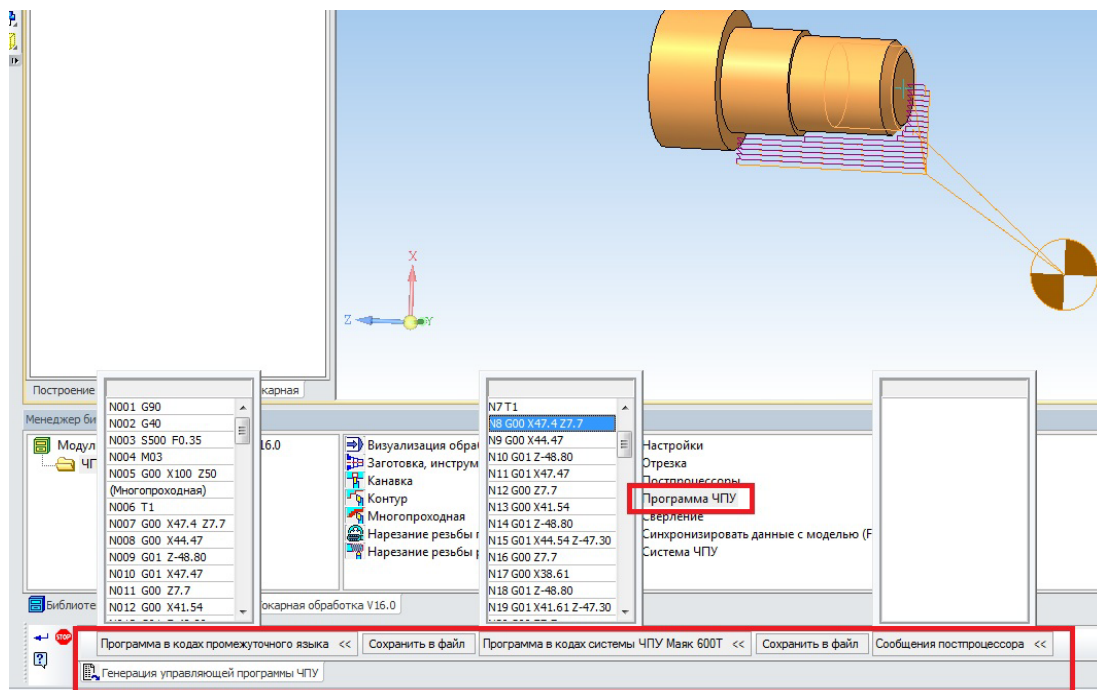 X
Z
Y
Построение
карная
N001 G90
N002 G40
N003 S500 F0.35
N004 M03
N005 G00 X100 Z50
(Многопроходная)
N006 T1
N007 G00 X47.4 Z7.7
N008 G00 X44.47
N009 G01 Z-48.80
N010 G01 X47.47
N011 G00 Z7.7
N012 G00 X41.54
N7 T1
N8 G00 X47.4 Z7.7
N9 G00 X44.47
N10 G01 Z-48.80
N11 G01 X47.47
N12 G00 Z7.7
N13 G00 X41.54
N14 G01 Z-48.80
N15 G01 X44.54 Z-47.30
N16 G00 Z7.7
N17 G00 X38.61
N18 G01 Z-48.80
N19 G01 X41.61 Z-47.30
Менеджер би
Модул
16.0
ЧП
Визуализация обра
Заготовка, инструм
Канавка
Контур
Многопроходная
Нарезание резьбы г
Нарезание резьбы р
Настройки
Отрезка
Постпроцессоры
Программа ЧПУ
Сверление
Синхронизировать данные с моделью (F
Система ЧПУ
Библиоте
окарная обработка V16.0
STOP
Программа в кодах промежуточного языка <<
Сохранить в файл
Программа в кодах системы ЧПУ Маяк 600Т <<
Сохранить в файл
Сообщения постпроцессора <<
Генерация управляющей программы ЧПУ